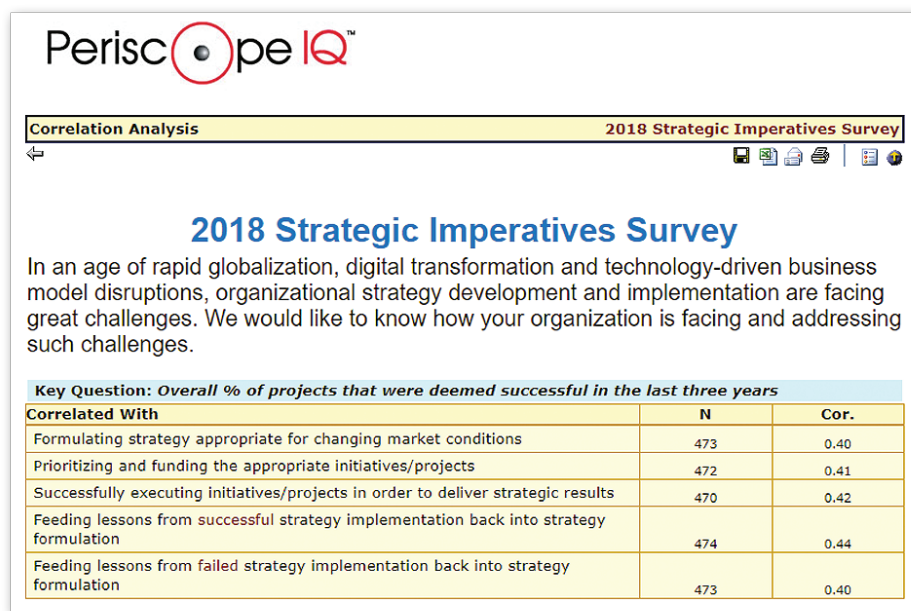 Periscope IQ™
Correlation Analysis 2018 Strategic Imperatives Survey
2018 Strategic Imperatives Survey
In an age of rapid globalization, digital transformation and technology-driven business
model disruptions, organizational strategy development and implementation are facing
great challenges. We would like to know how your organization is facing and addressing
such challenges.
Key Question: Overall % of projects that were deemed successful in the last three years
Correlated With N Cor.
Formulating strategy appropriate for changing market conditions 473 0.40
Prioritizing and funding the appropriate initiatives/projects 472 0.41
Successfully executing initiatives/projects in order to deliver strategic results 470 0.42
Feeding lessons from successful strategy implementation back into strategy
formulation 474 0.44
Feeding lessons from failed strategy implementation back into strategy
formulation 473 0.40